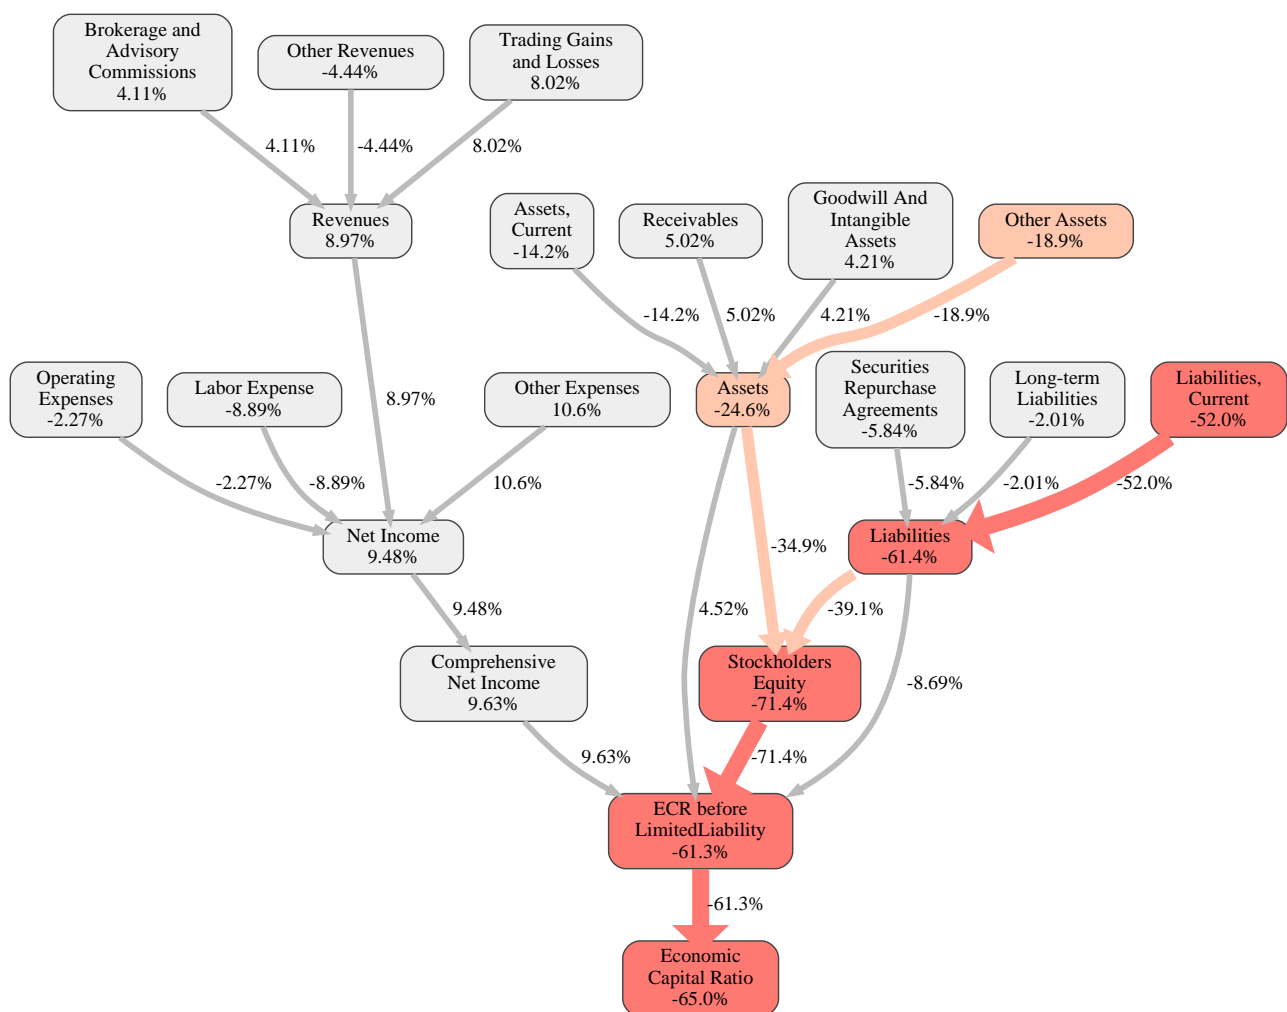 Brokerage and
Advisory
Commissions
4.11%
Other Revenues
-4.44%
Trading Gains
and Losses
8.02%
4.11%
-4.44%
8.02%
Revenues
8.97%
Assets,
Current
-14.2%
Receivables
5.02%
Goodwill And
Intangible
Assets
4.21%
Other Assets
-18.9%
-14.2%
5.02%
4.21%
-18.9%
Operating
Expenses
-2.27%
Labor Expense
-8.89%
8.97%
Other Expenses
10.6%
Assets
-24.6%
Securities
Repurchase
Agreements
-5.84%
Long-term
Liabilities
-2.01%
Liabilities,
Current
-52.0%
-2.27%
-8.89%
10.6%
-5.84%
-2.01%
-52.0%
Net Income
9.48%
-34.9%
Liabilities
-61.4%
9.48%
4.52%
-39.1%
Comprehensive
Net Income
9.63%
Stockholders
Equity
-71.4%
-8.69%
9.63%
-71.4%
ECR before
LimitedLiability
-61.3%
-61.3%
Economic
Capital Ratio
-65.0%